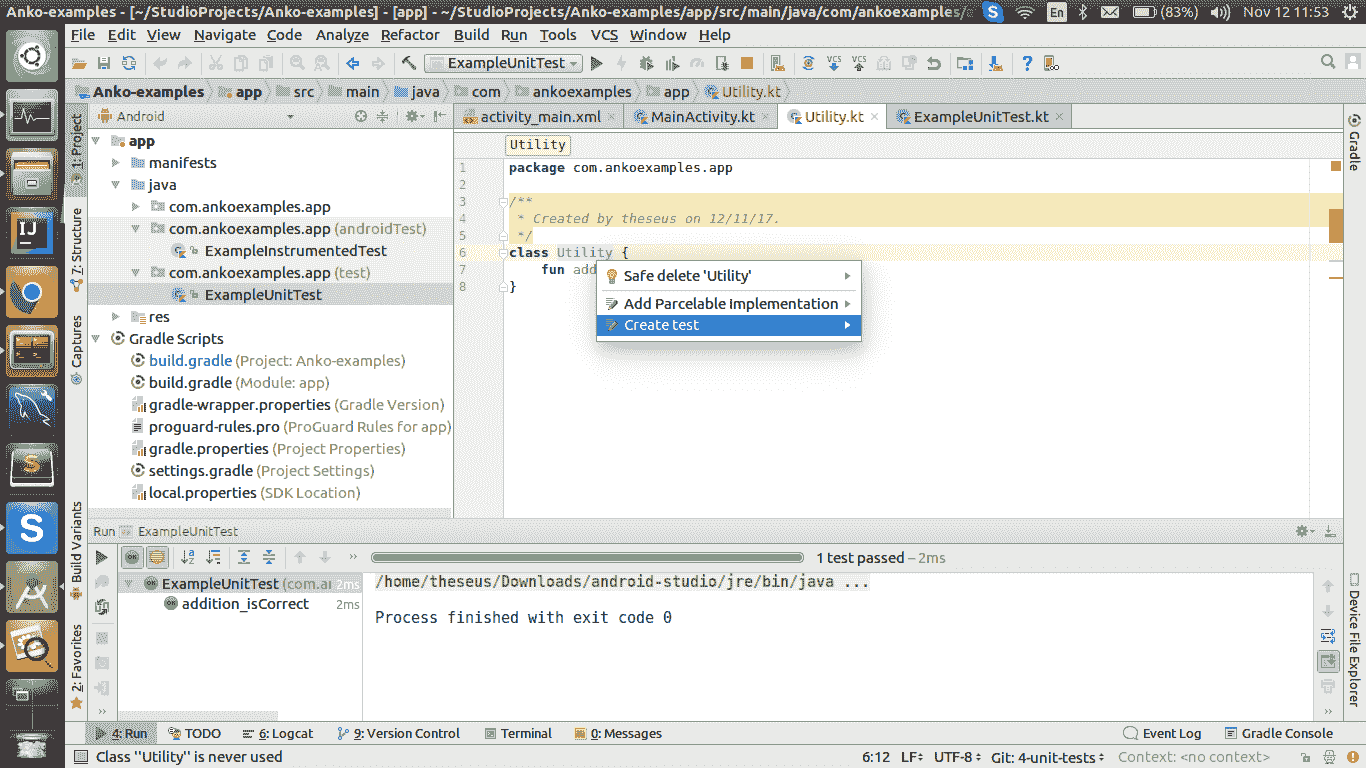 Anko-examples - [~/StudioProjects/Anko-examples] - [app] - ~/StudioProjects/Anko-examples/app/src/main/java/com/ankoexamples/
En (83%) Nov 12 11:53
File Edit View Navigate Code Analyze Refactor Build Run Tools VCS Window Help
ExampleUnitTest VCS VCS
Anko-examples app src main java com ankoexamples app Utility.kt
Android
activity_main.xml MainActivity.kt Utility.kt ExampleUnitTest.kt
1: Project
7: Structure
Captures
Build Variants
2: Favorites
app
manifests
java
com.ankoexamples.app
com.ankoexamples.app (androidTest)
ExampleInstrumentedTest
com.ankoexamples.app (test)
ExampleUnitTest
res
Gradle Scripts
build.gradle (Project: Anko-examples)
build.gradle (Module: app)
gradle-wrapper.properties (Gradle Version)
proguard-rules.pro (ProGuard Rules for app)
gradle.properties (Project Properties)
settings.gradle (Project Settings)
local.properties (SDK Location)
Utility
1 package com.ankoexamples.app
2
3 /**
4 * Created by theseus on 12/11/17.
5 */
6 class Utility {
7 fun add
8 }
Safe delete 'Utility'
Add Parcelable Implementation
Create test
Gradle
Device File Explorer
Run ExampleUnitTest
1 test passed – 2ms
ExampleUnitTest (com.an 2ms
addition_isCorrect 2ms
/home/theseus/Downloads/android-studio/jre/bin/java ...
Process finished with exit code 0
4: Run TODO 6: Logcat 9: Version Control Terminal 0: Messages Event Log Gradle Console
Class ''Utility'' is never used 6:12 LF÷ UTF-8÷ Git: 4-unit-tests÷ Context: <no context>